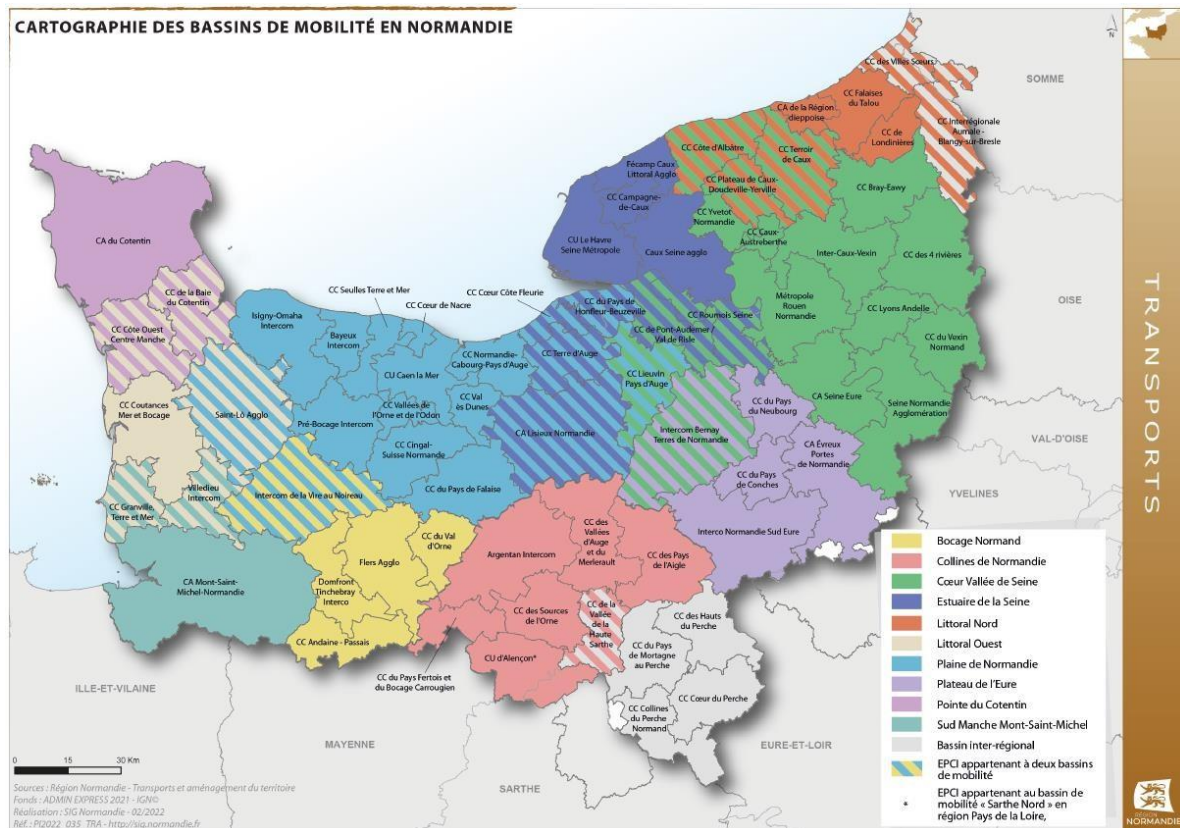 CARTOGRAPHIE DES BASSINS DE MOBILITÉ EN NORMANDIE
N
SOMME
CC des Villes Sœurs
CC Falaises
du Talou
CA de la Région
dieppoise
CC de
Londinières
CC Interrégionale
Aumale -
Blangy-sur-Bresle
CC Côte d'Albâtre
CC Terroir
de Caux
Fécamp Caux
Littoral Agglo
CC Plateau de Caux-
Doudeville-Yerville
CC Bray-Eawy
CC Campagne-
de-Caux
CC Yvetot
Normandie
CC Caux-
Austreberthe
CU Le Havre
Seine Métropole
Caux Seine agglo
Inter-Caux-Vexin
CC des 4 rivières
OISE
CA du Cotentin
CC de la Baie
du Cotentin
CC Côte Ouest
Centre Manche
Isigny-Omaha
Intercom
CC Seulles Terre et Mer
CC Cœur de Nacre
CC Cœur Côte Fleurie
CC du Pays de
Honfleur-Beuzeville
CC Roumois Seine
Métropole
Rouen
Normandie
CC Lyons Andelle
Bayeux
Intercom
CC de Pont-Audemer /
Val de Risle
CC du Vexin
Normand
CC Normandie-
Cabourg-Pays d'Auge
CC Terre d'Auge
CU Caen la Mer
CC Lieuvin
Pays d'Auge
CC Coutances
Mer et Bocage
Saint-Lô Agglo
Pré-Bocage Intercom
CC Vallées de
l'Orne et de l'Odon
CC Val
ès Dunes
CA Seine Eure
Seine Normandie
Agglomération
CC du Pays
du Neubourg
CA Lisieux Normandie
Intercom Bernay
Terres de Normandie
VAL-D'OISE
CC Cingal-
Suisse Normande
CA Évreux
Portes
de Normandie
CC du Pays
de Conches
CC Granville,
Terre et Mer
Villedieu
Intercom
Intercom de la Vire au Noireau
CC du Pays de Falaise
YVELINES
Interco Normandie Sud Eure
CC du Val
d'Orne
Flers Agglo
Argentan Intercom
CC des
Vallées
d'Auge
et du
Merlerault
CC des Pays
de l'Aigle
CA Mont-Saint-
Michel-Normandie
Domfront
Tinchebray
Interco
CC des Sources
de l'Orne
CC de la
Vallée
de la
Haute
Sarthe
CC des Hauts
du Perche
CC du Pays
de Mortagne
au Perche
CC Andaine - Passais
CU d'Alençon*
CC du Pays Fertois et
du Bocage Carrougien
CC Cœur du Perche
CC Collines
du Perche
Normand
ILLE-ET-VILAINE
MAYENNE
SARTHE
EURE-ET-LOIR
Bocage Normand
Collines de Normandie
Cœur Vallée de Seine
Estuaire de la Seine
Littoral Nord
Littoral Ouest
Plaine de Normandie
Plateau de l'Eure
Pointe du Cotentin
Sud Manche Mont-Saint-Michel
Bassin inter-régional
EPCI appartenant à deux bassins
de mobilité
* EPCI appartenant au bassin de
mobilité « Sarthe Nord » en
région Pays de la Loire,
0 15 30 Km
Sources : Région Normandie - Transports et aménagement du territoire
Fonds : ADMIN EXPRESS 2021 - IGN©
Réalisation : SIG Normandie - 02/2022
Réf. : PI2022_035_TRA - http://sig.normandie.fr
TRANSPORTS
RÉGION
NORMANDIE